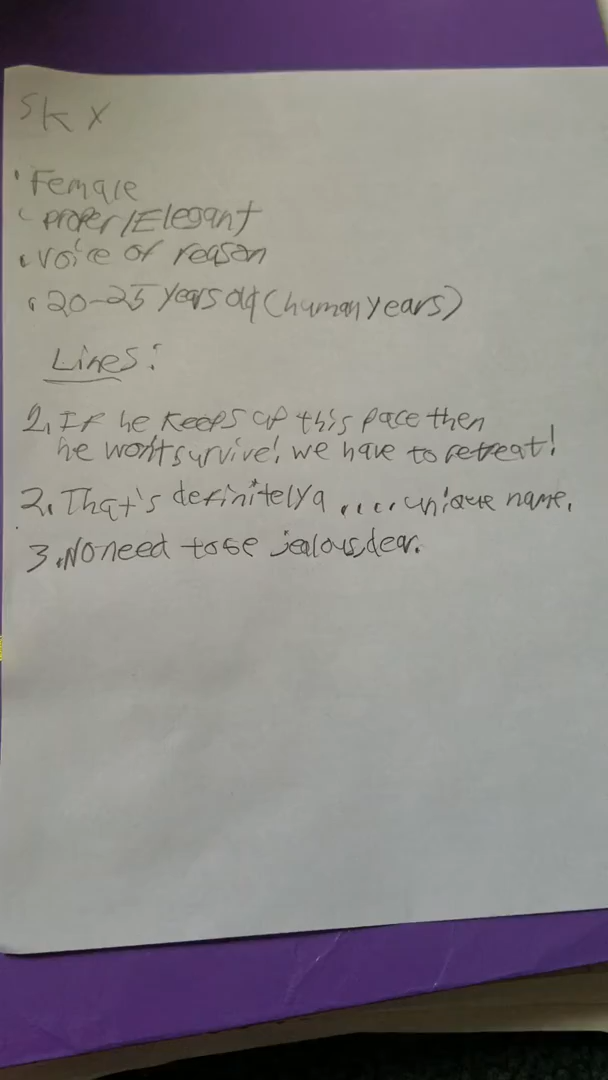 Skx
• Female
• proper/Elegant
• voice of reason
• 20-25 years old (human years)
Lines:
1. If he keeps up this pace then
he won't survive! we have to retreat!
2. That's definitely a .... unique name.
3. No need to be jealous, dear.